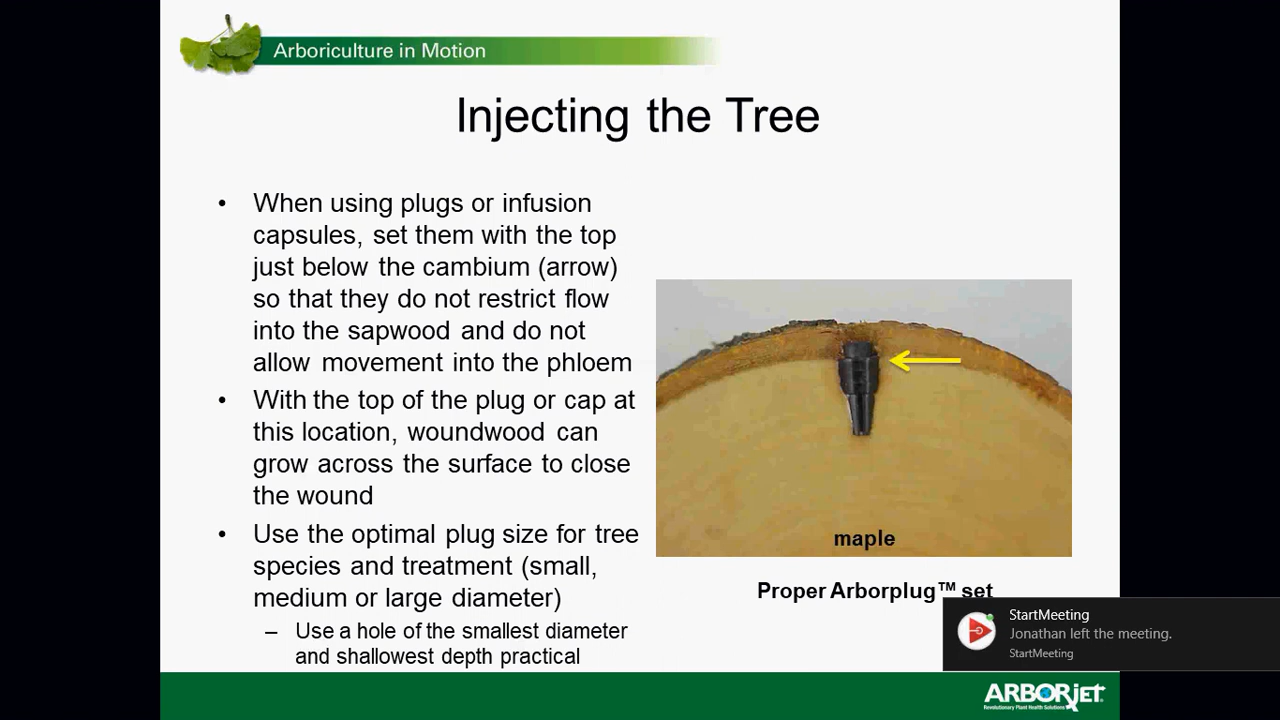 Arboriculture in Motion
Injecting the Tree
• When using plugs or infusion
capsules, set them with the top
just below the cambium (arrow)
so that they do not restrict flow
into the sapwood and do not
allow movement into the phloem
• With the top of the plug or cap at
this location, woundwood can
grow across the surface to close
the wound
• Use the optimal plug size for tree
species and treatment (small,
medium or large diameter)
– Use a hole of the smallest diameter
and shallowest depth practical
maple
Proper Arborplug™ set
StartMeeting
Jonathan left the meeting.
StartMeeting
ARBORjet
Revolutionary Plant Health Solutions